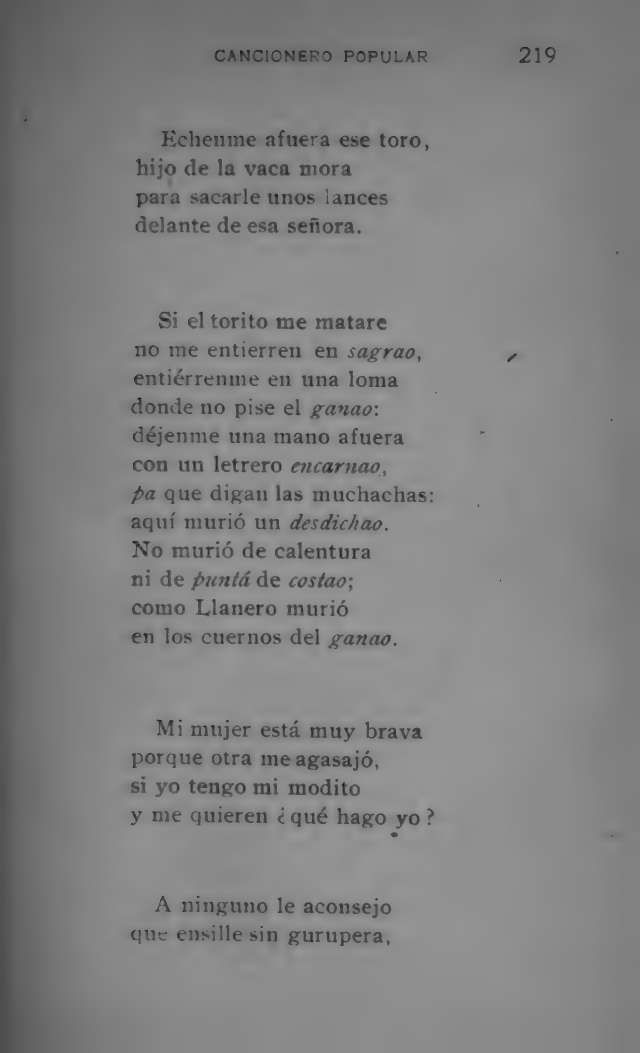 CANCIONERO POPULAR 219
Echenme afuera ese toro,
hijo de la vaca mora
para sacarle unos lances
delante de esa señora.
Si el torito me matare
no me entierren en sagrao,
entiérrenme en una loma
donde no pise el ganao:
déjenme una mano afuera
con un letrero encarnao,
pa que digan las muchachas:
aquí murió un desdichao.
No murió de calentura
ni de puntá de costao;
como Llanero murió
en los cuernos del ganao.
Mi mujer está muy brava
porque otra me agasajó,
si yo tengo mi modito
y me quieren ¿qué hago yo?
A ninguno le aconsejo
que ensille sin gurupera,